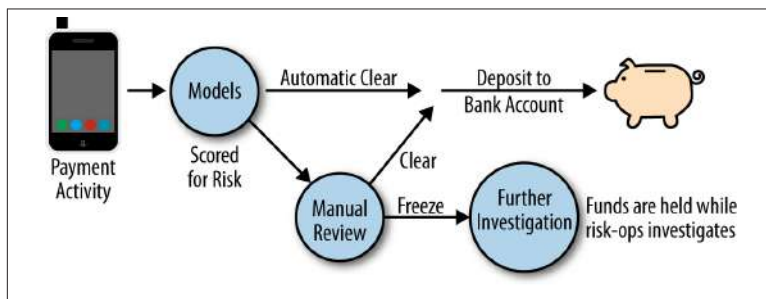 Payment
Activity
Models
Scored
for Risk
Automatic Clear
Deposit to
Bank Account
Clear
Manual
Review
Freeze
Further
Investigation
Funds are held while
risk-ops investigates